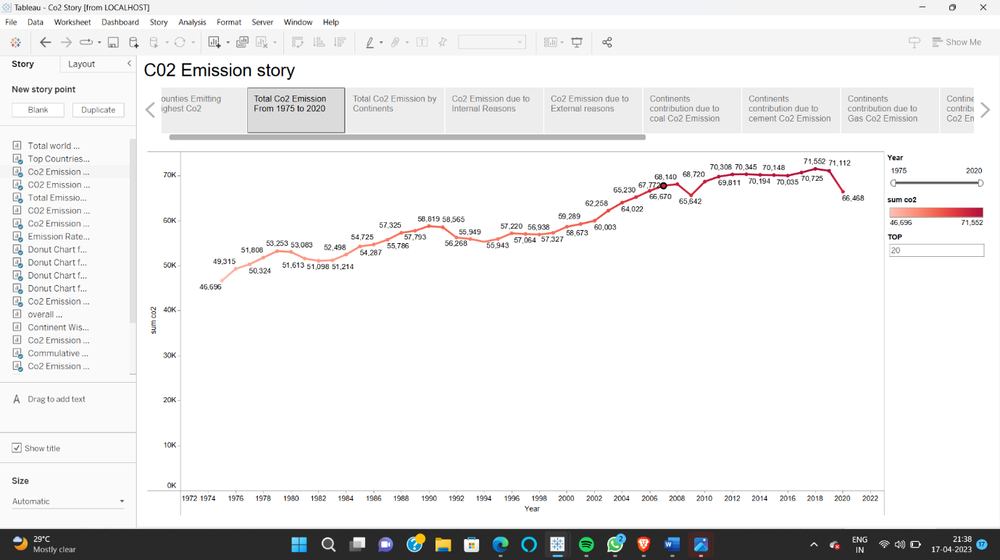 Tableau - Co2 Story [from LOCALHOST]
File Data Worksheet Dashboard Story Analysis Format Server Window Help
Show Me
Story Layout
New story point
Blank Duplicate
Total world ...
Top Countries...
Co2 Emission ...
C02 Emission ...
Total Emissio...
C02 Emission ...
Co2 Emission ...
Emission Rate...
Donut Chart f...
Donut Chart f...
Donut Chart f...
Donut Chart f...
Co2 Emission ...
overall ...
Continent Wis...
Co2 Emission ...
Commulative ...
Co2 Emission ...
A Drag to add text
Show title
Size
Automatic
C02 Emission story
ounties Emitting
ighest Co2
Total Co2 Emission
From 1975 to 2020
Total Co2 Emission by
Continents
Co2 Emission due to
Internal Reasons
Co2 Emission due to
External reasons
Continents
contribution due to
coal Co2 Emission
Continents
contribution due to
cement Co2 Emission
Continents
contribution due to
Gas Co2 Emission
Contine
contribu
Co2 En
sum co2
70K
60K
50K
40K
30K
20K
10K
0K
46,696
49,315
50,324
51,808
53,253
53,083
51,613
51,098
51,214
52,498
54,287
54,725
55,786
57,325
57,793
58,819
58,565
56,268
55,949
55,943
57,220
57,064
56,938
57,327
58,673
59,289
60,003
62,258
64,022
65,230
66,670
67,772
68,140
65,642
68,720
69,811
70,308
70,345
70,194
70,148
70,035
70,725
71,552
71,112
66,468
1972 1974 1976 1978 1980 1982 1984 1986 1988 1990 1992 1994 1996 1998 2000 2002 2004 2006 2008 2010 2012 2014 2016 2018 2020 2022
Year
Year
1975 2020
sum co2
46,696 71,552
TOP
20
29°C
Mostly clear
2
W
ENG
IN
21:38
17-04-2023
17